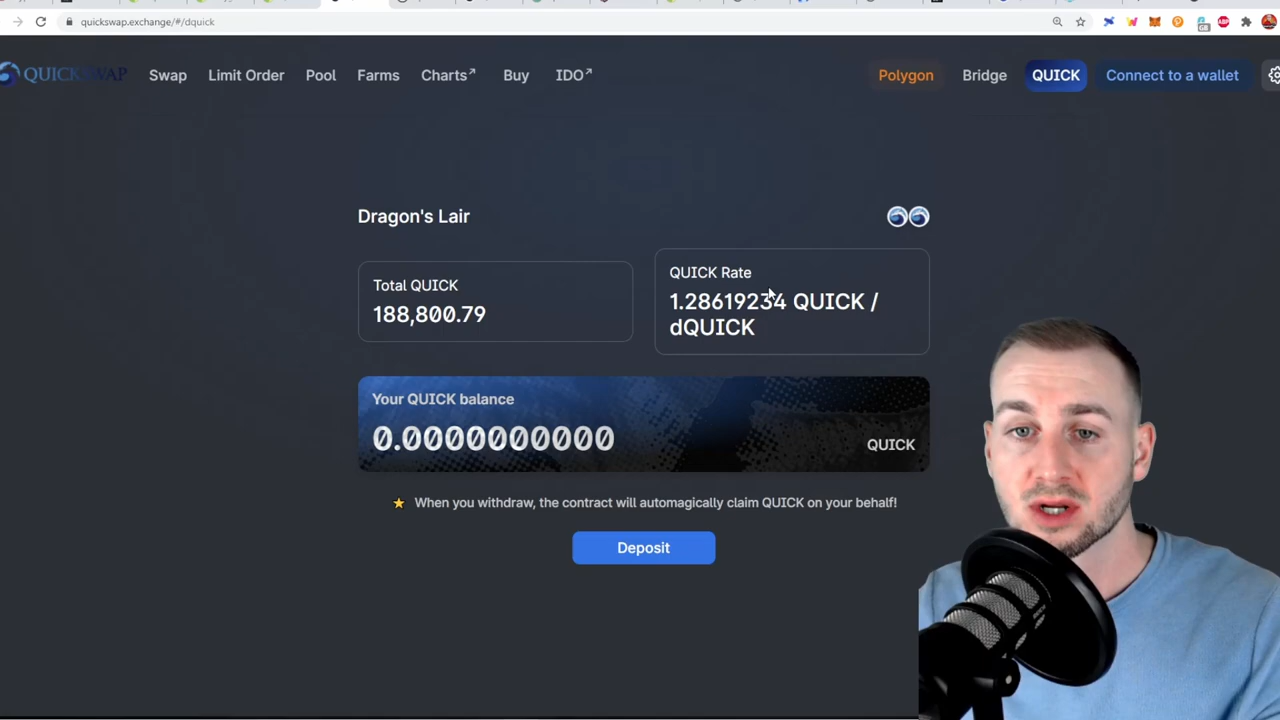 quickswap.exchange/#/dquick
QUICKSWAP Swap Limit Order Pool Farms Charts↗ Buy IDO↗ Polygon Bridge QUICK Connect to a wallet
Dragon's Lair
Total QUICK
188,800.79
QUICK Rate
1.28619234 QUICK /
dQUICK
Your QUICK balance
0.0000000000
QUICK
When you withdraw, the contract will automagically claim QUICK on your behalf!
Deposit